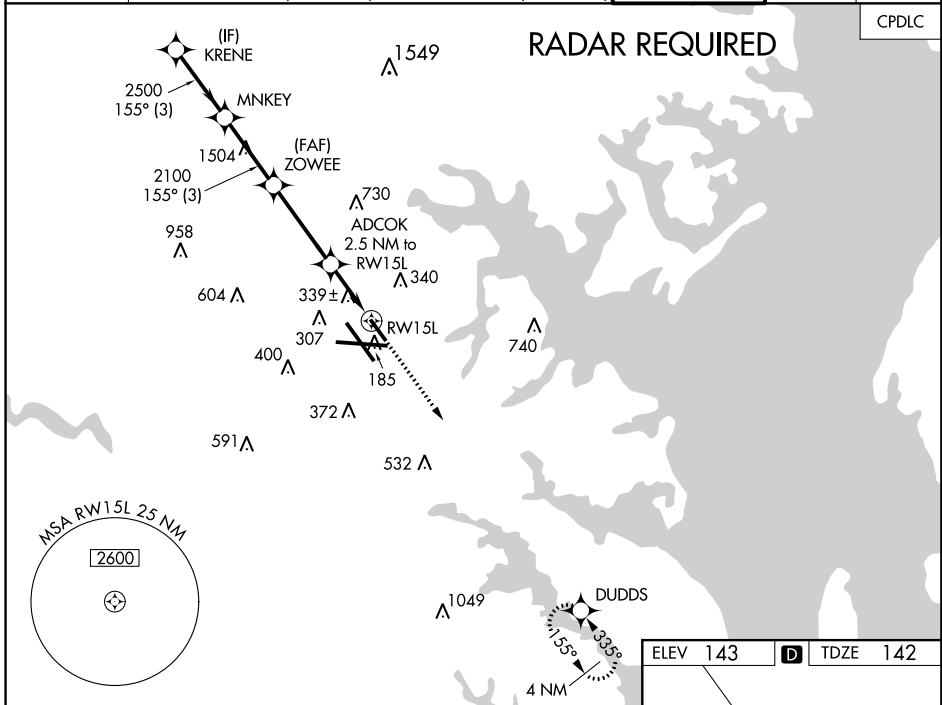 CPDLC
RADAR REQUIRED
(IF)
KRENE
1549
2500
155° (3)
MNKEY
1504
(FAF)
ZOWEE
2100
155° (3)
730
958
ADCOK
2.5 NM to
RW15L
340
604
339±
307
RW15L
740
400
185
372
591
532
MSA RW15L 25 NM
2600
1049
DUDDS
155°
335°
4 NM
ELEV 143 D TDZE 142